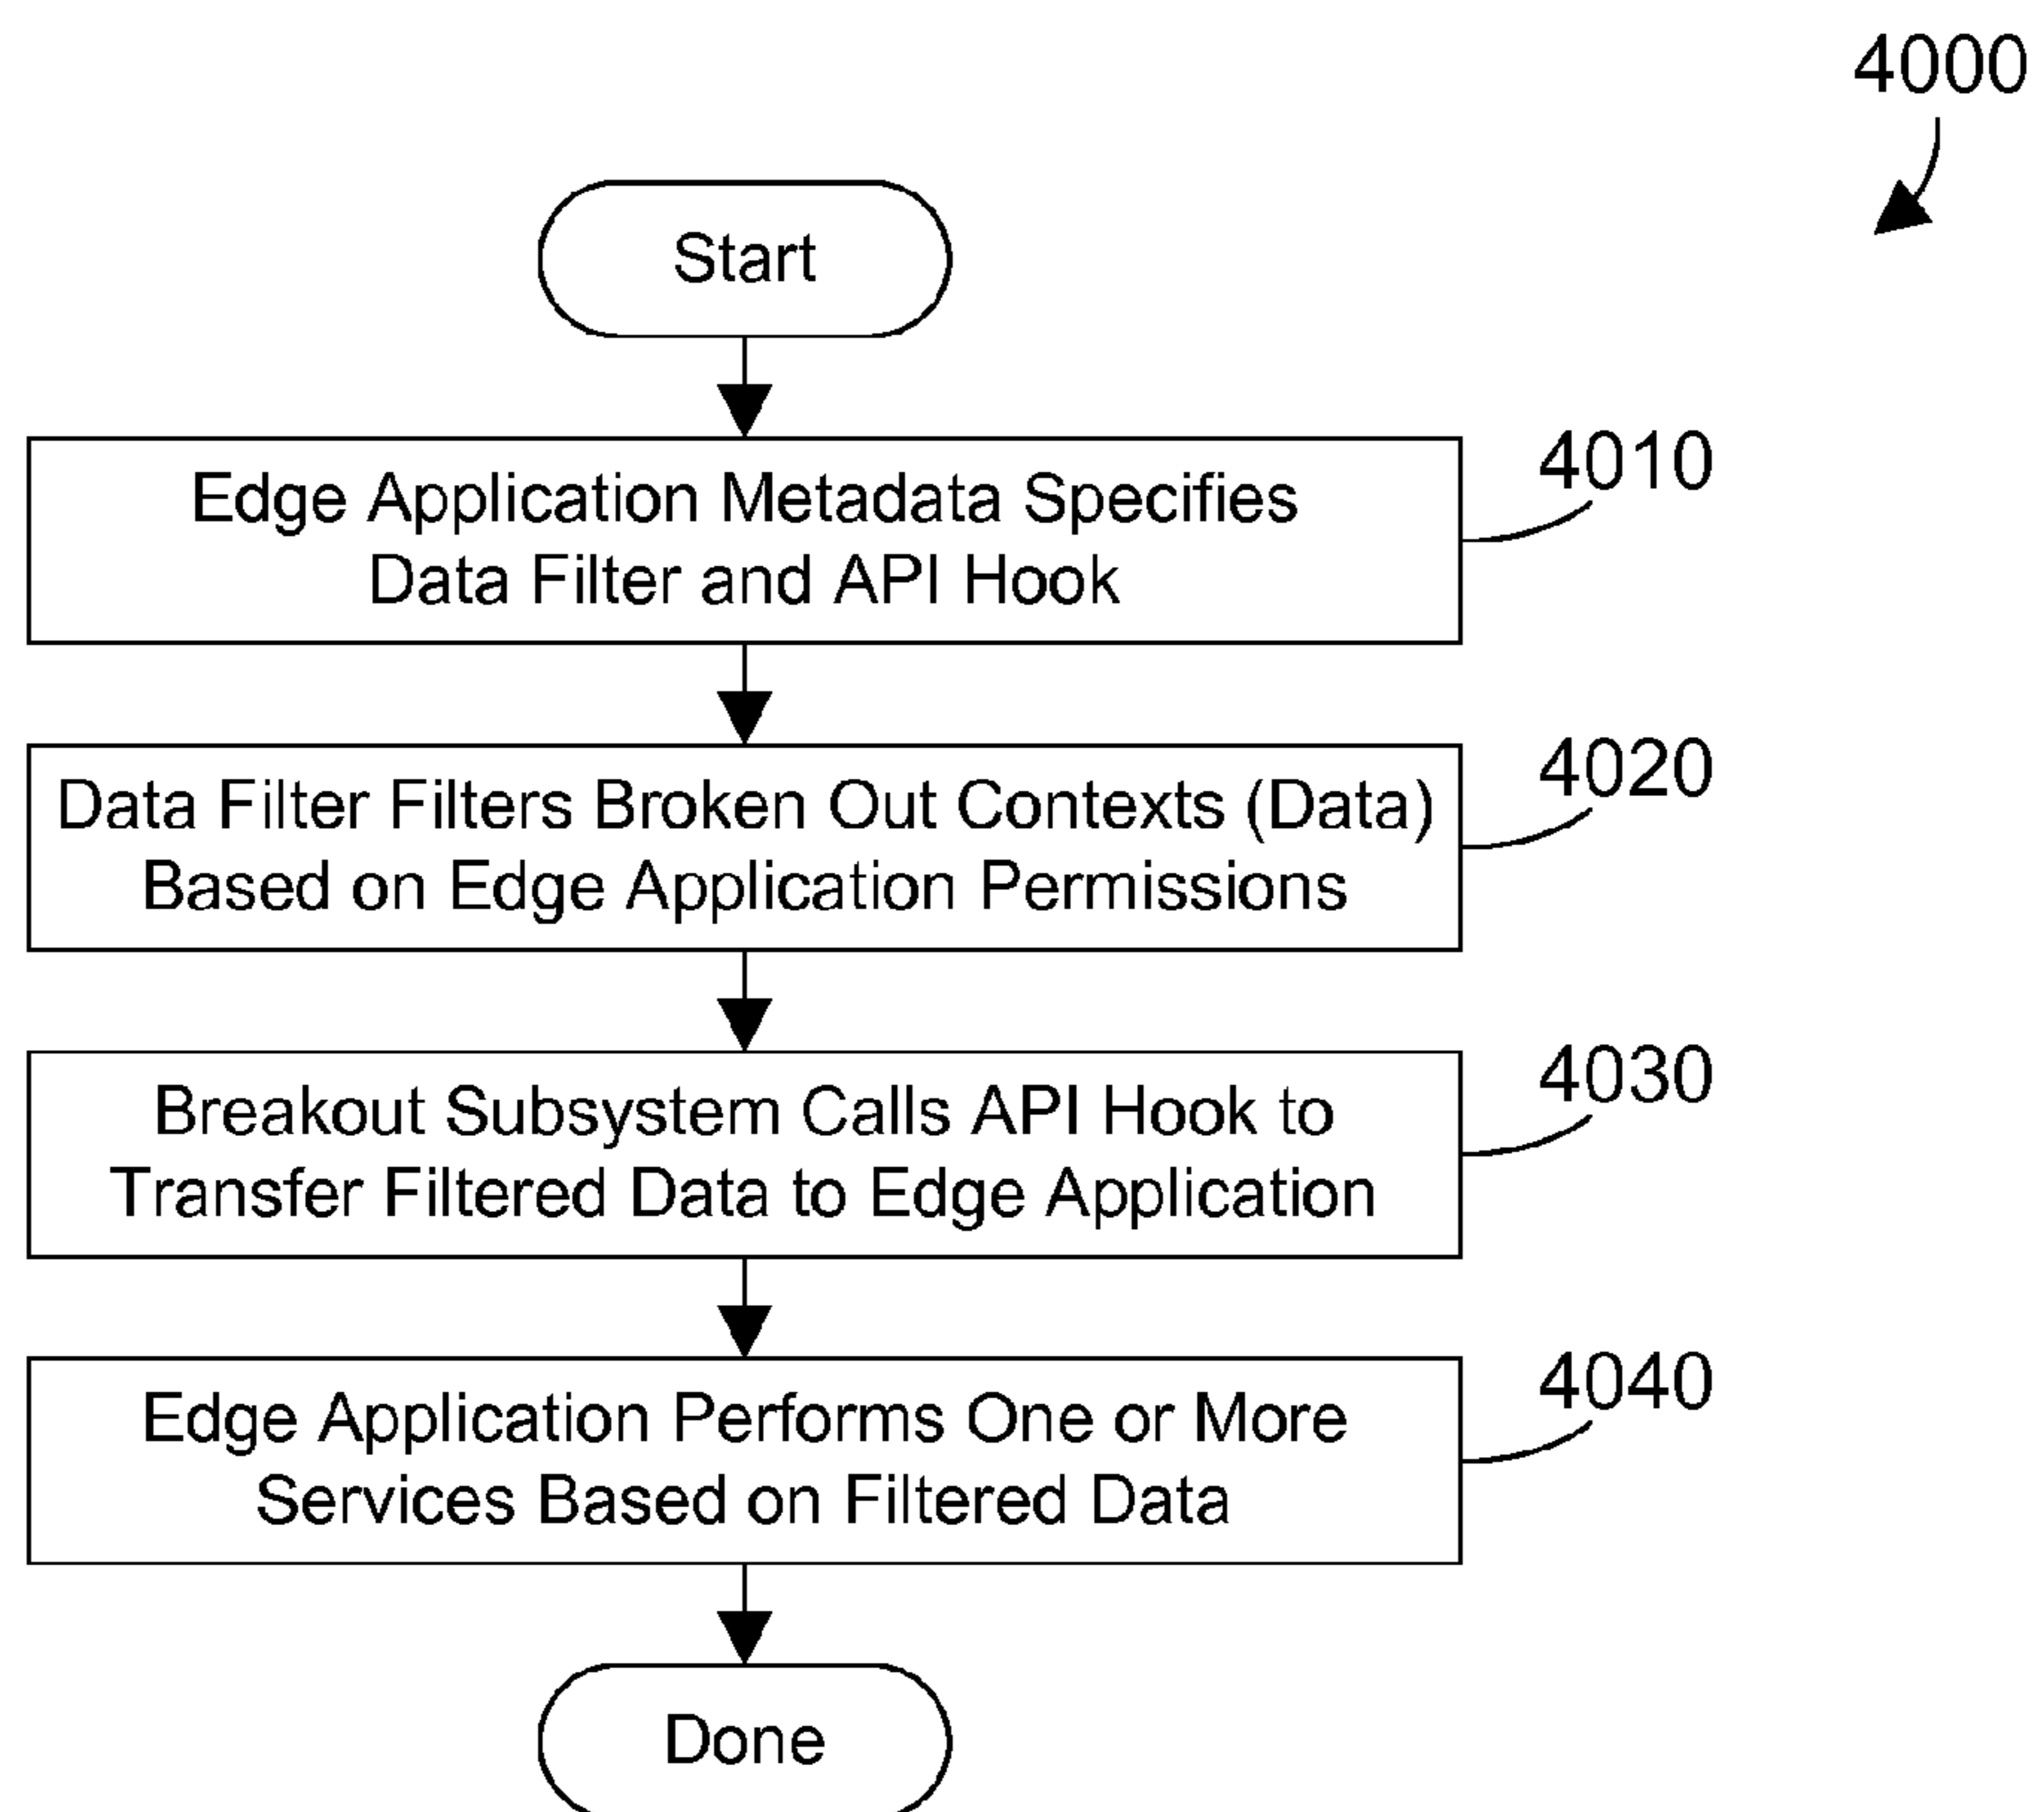 4000
Start
Edge Application Metadata Specifies
Data Filter and API Hook
4010
Data Filter Filters Broken Out Contexts (Data)
Based on Edge Application Permissions
4020
Breakout Subsystem Calls API Hook to
Transfer Filtered Data to Edge Application
4030
Edge Application Performs One or More
Services Based on Filtered Data
4040
Done